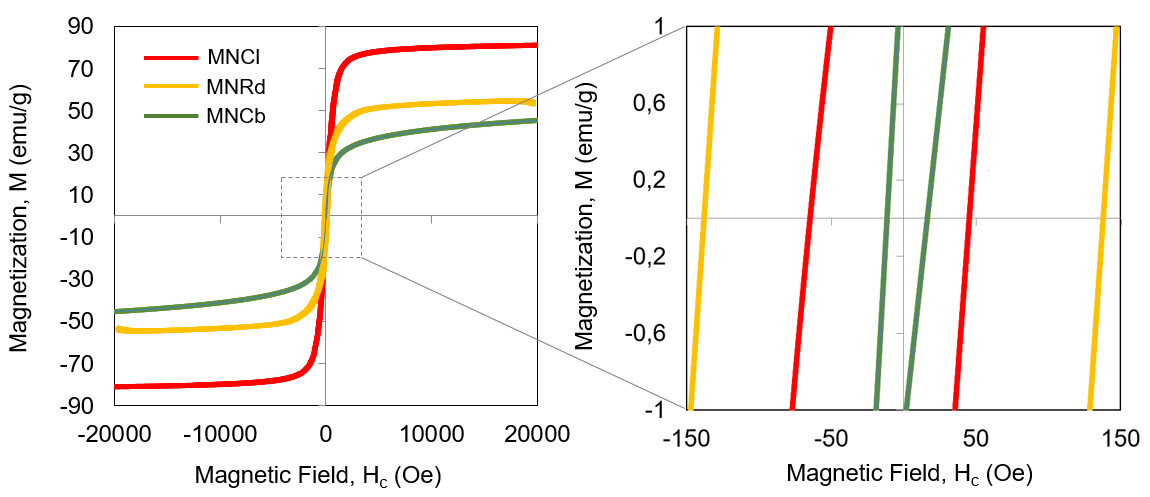 90
70
50
30
10
-10
-30
-50
-70
-90
Magnetization, M (emu/g)
MNCl
MNRd
MNCb
-20000 -10000 0 10000 20000
Magnetic Field, Hc (Oe)
1
0,6
0,2
-0,2
-0,6
-1
Magnetization, M (emu/g)
-150 -50 50 150
Magnetic Field, Hc (Oe)